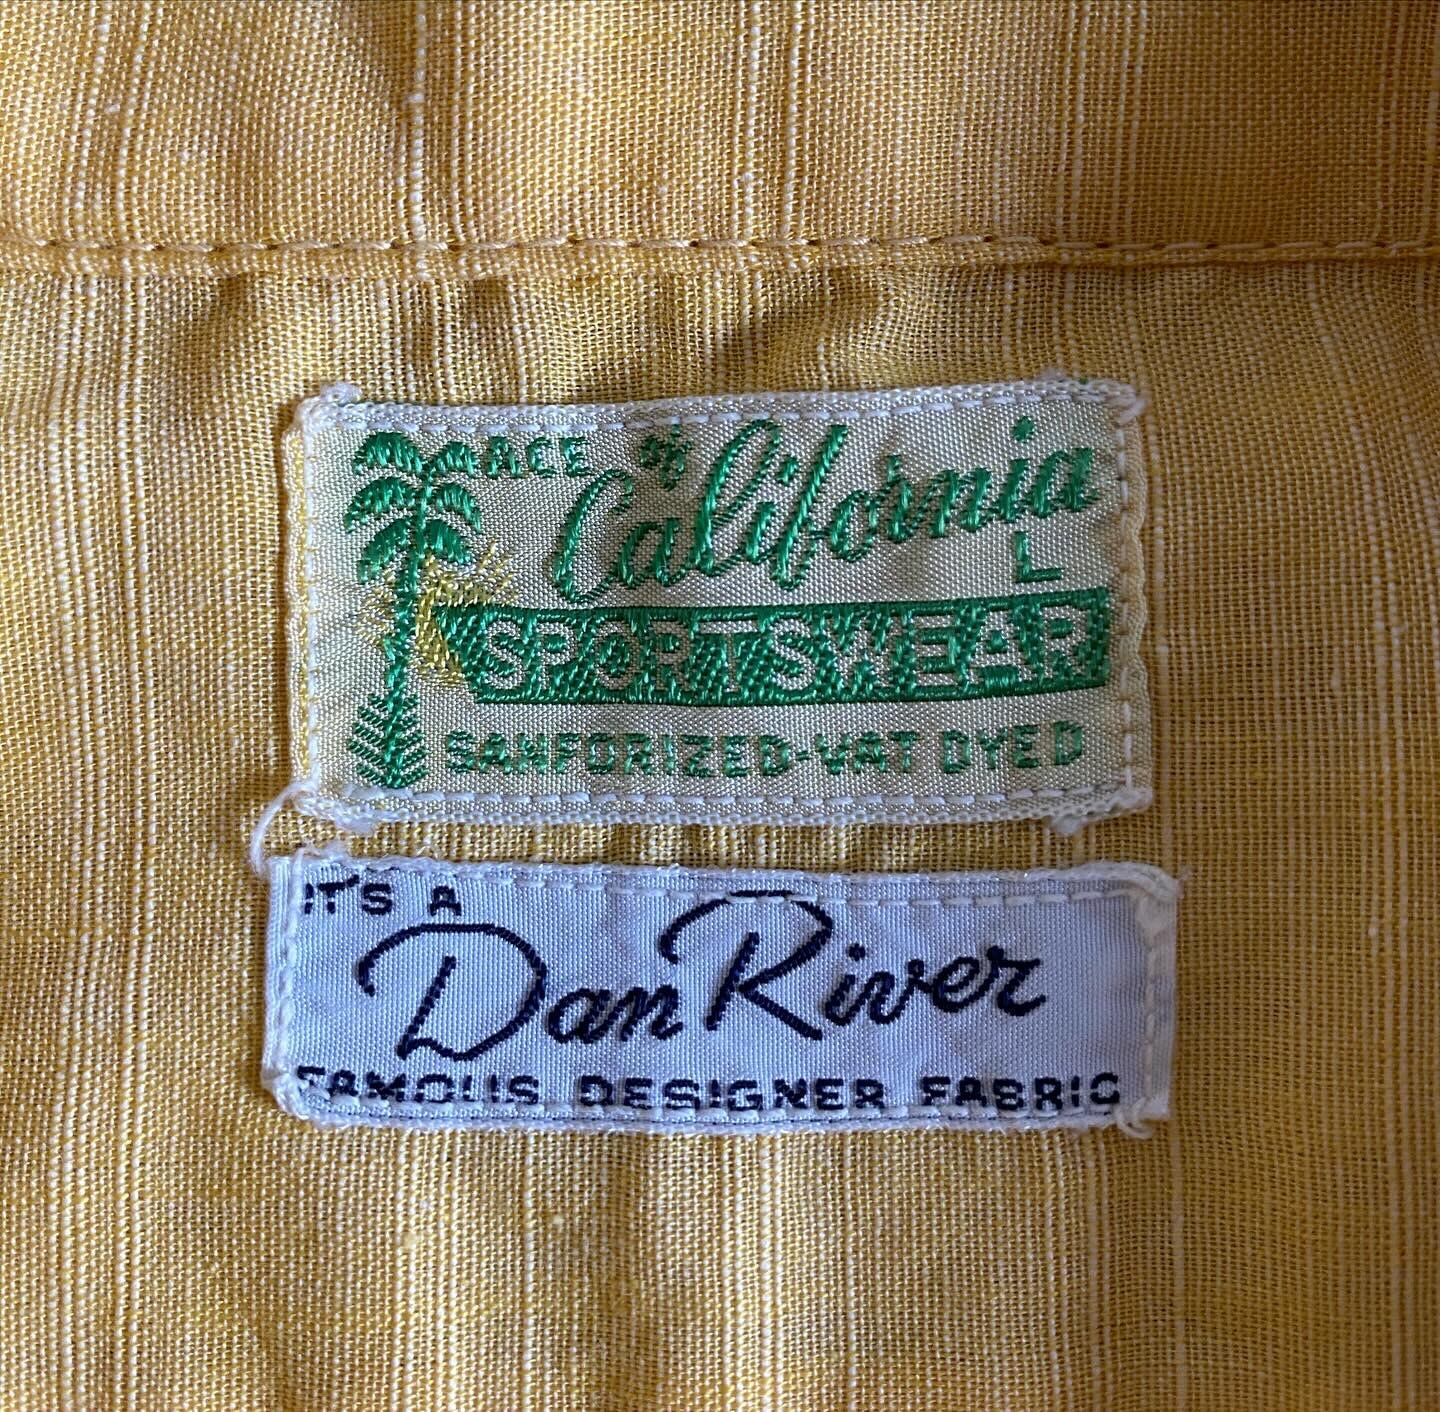 ACE of
California
L
SPORTSWEAR
SANFORIZED-VAT DYED
IT'S A
Dan River
FAMOUS DESIGNER FABRIC